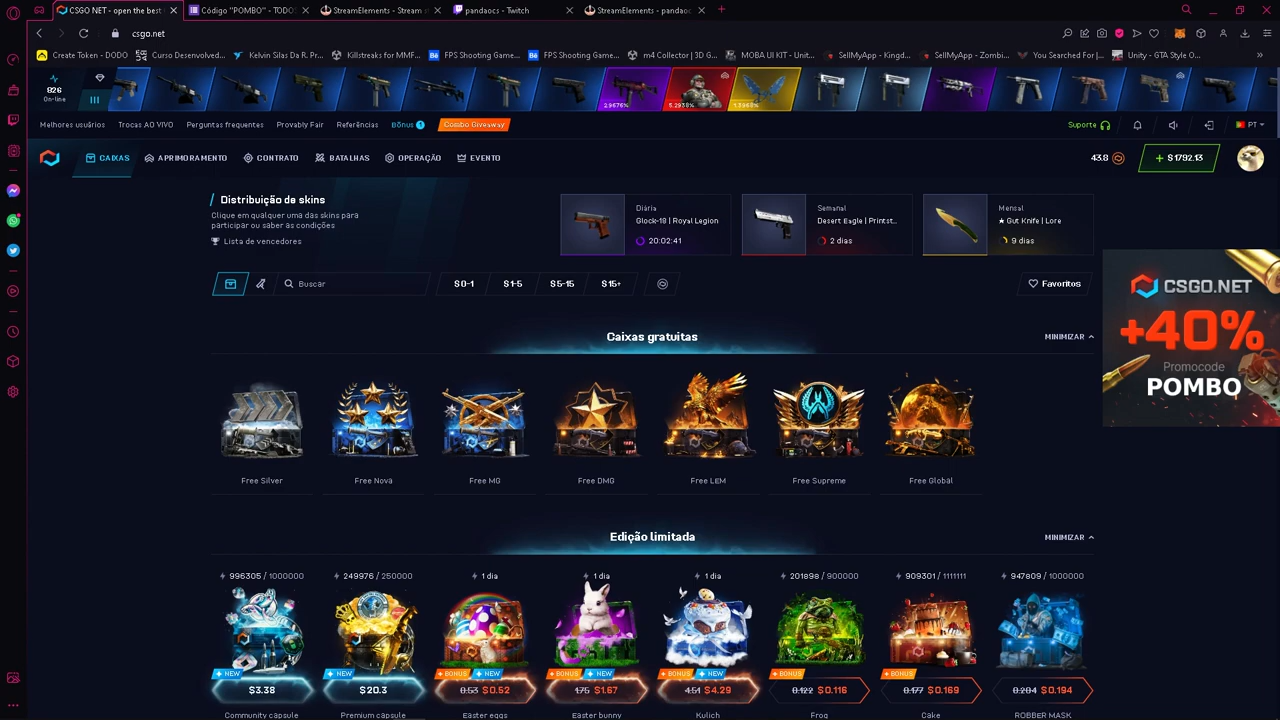 CSGO.NET - open the best
Código "POMBO" - TODOS
StreamElements - Stream
pandaocs - Twitch
StreamElements - pandaoc
csgo.net
Create Token - DODO
Curso Desenvolved...
Kelvin Silas Da R. Pr...
Killstreaks for MMF...
FPS Shooting Game...
FPS Shooting Game...
m4 Collector | 3D G...
MOBA UI KIT - Unit...
SellMyApp - Kingd...
SellMyApp - Zombi...
You Searched For |...
Unity - GTA Style O...
826
On-line
2.9676%
5.2938%
Melhores usuários
Trocas AO VIVO
Perguntas frequentes
Provably Fair
Referências
Bônus
Combo Giveaway
Suporte
PT
CAIXAS
APRIMORAMENTO
CONTRATO
BATALHAS
OPERAÇÃO
EVENTO
43.8
+ $ 1792.13
Distribuição de skins
Clique em qualquer uma das skins para
participar ou saber as condições
Lista de vencedores
Diária
Glock-18 | Royal Legion
20:02:41
Semanal
Desert Eagle | Printst...
2 dias
Mensal
★ Gut Knife | Lore
9 dias
Buscar
$ 0-1
$ 1-5
$ 5-15
$ 15+
Favoritos
CSGO.NET
+40%
Promocode
POMBO
Caixas gratuitas
MINIMIZAR
Free Silver
Free Nova
Free MG
Free DMG
Free LEM
Free Supreme
Free Global
Edição limitada
MINIMIZAR
996305 / 1000000
249976 / 250000
1 dia
1 dia
1 dia
201898 / 900000
909301 / 1111111
947809 / 1000000
+ NEW
+ NEW
+ BONUS
+ NEW
+ BONUS
+ NEW
+ BONUS
+ NEW
+ BONUS
+ BONUS
$3.38
$20.3
0.53 $0.52
1.75 $1.67
4.51 $4.29
0.122 $0.116
0.177 $0.169
0.204 $0.194
Community capsule
Premium capsule
Easter eggs
Easter bunny
Kulich
Frog
Cake
ROBBER MASK